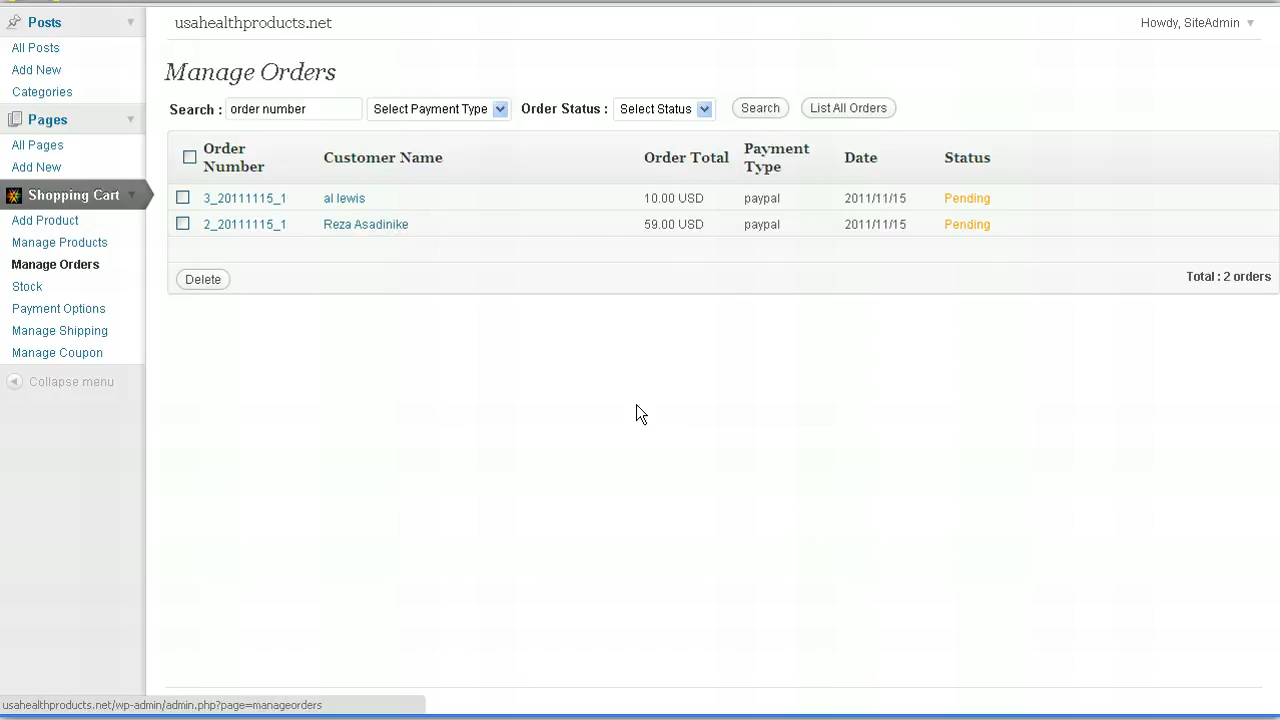 Posts
All Posts
Add New
Categories
Pages
All Pages
Add New
Shopping Cart
Add Product
Manage Products
Manage Orders
Stock
Payment Options
Manage Shipping
Manage Coupon
Collapse menu
usahealthproducts.net
Howdy, SiteAdmin
Manage Orders
Search : order number Select Payment Type Order Status : Select Status Search List All Orders
Order Number Customer Name Order Total Payment Type Date Status
3_20111115_1 al lewis 10.00 USD paypal 2011/11/15 Pending
2_20111115_1 Reza Asadinike 59.00 USD paypal 2011/11/15 Pending
Delete
Total : 2 orders
usahealthproducts.net/wp-admin/admin.php?page=manageorders